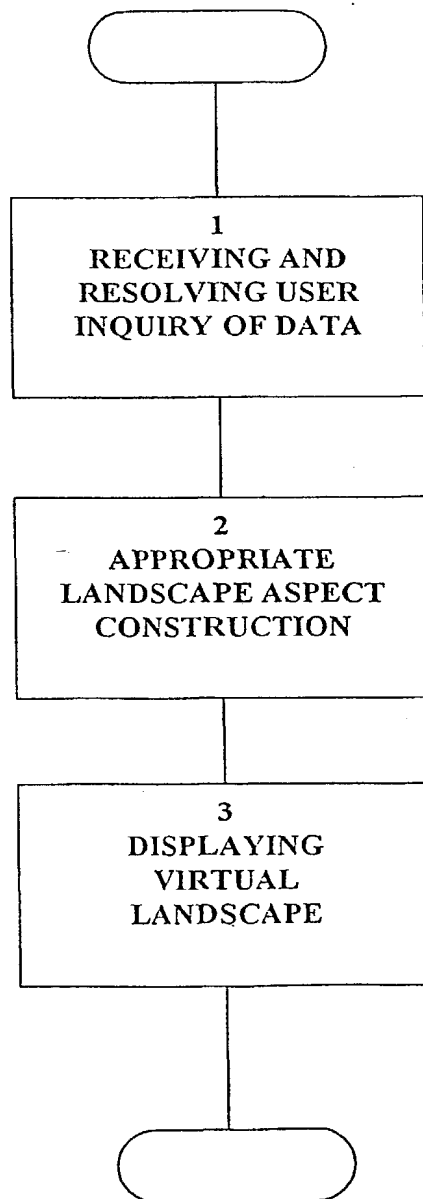 1
RECEIVING AND
RESOLVING USER
INQUIRY OF DATA
2
APPROPRIATE
LANDSCAPE ASPECT
CONSTRUCTION
3
DISPLAYING
VIRTUAL
LANDSCAPE